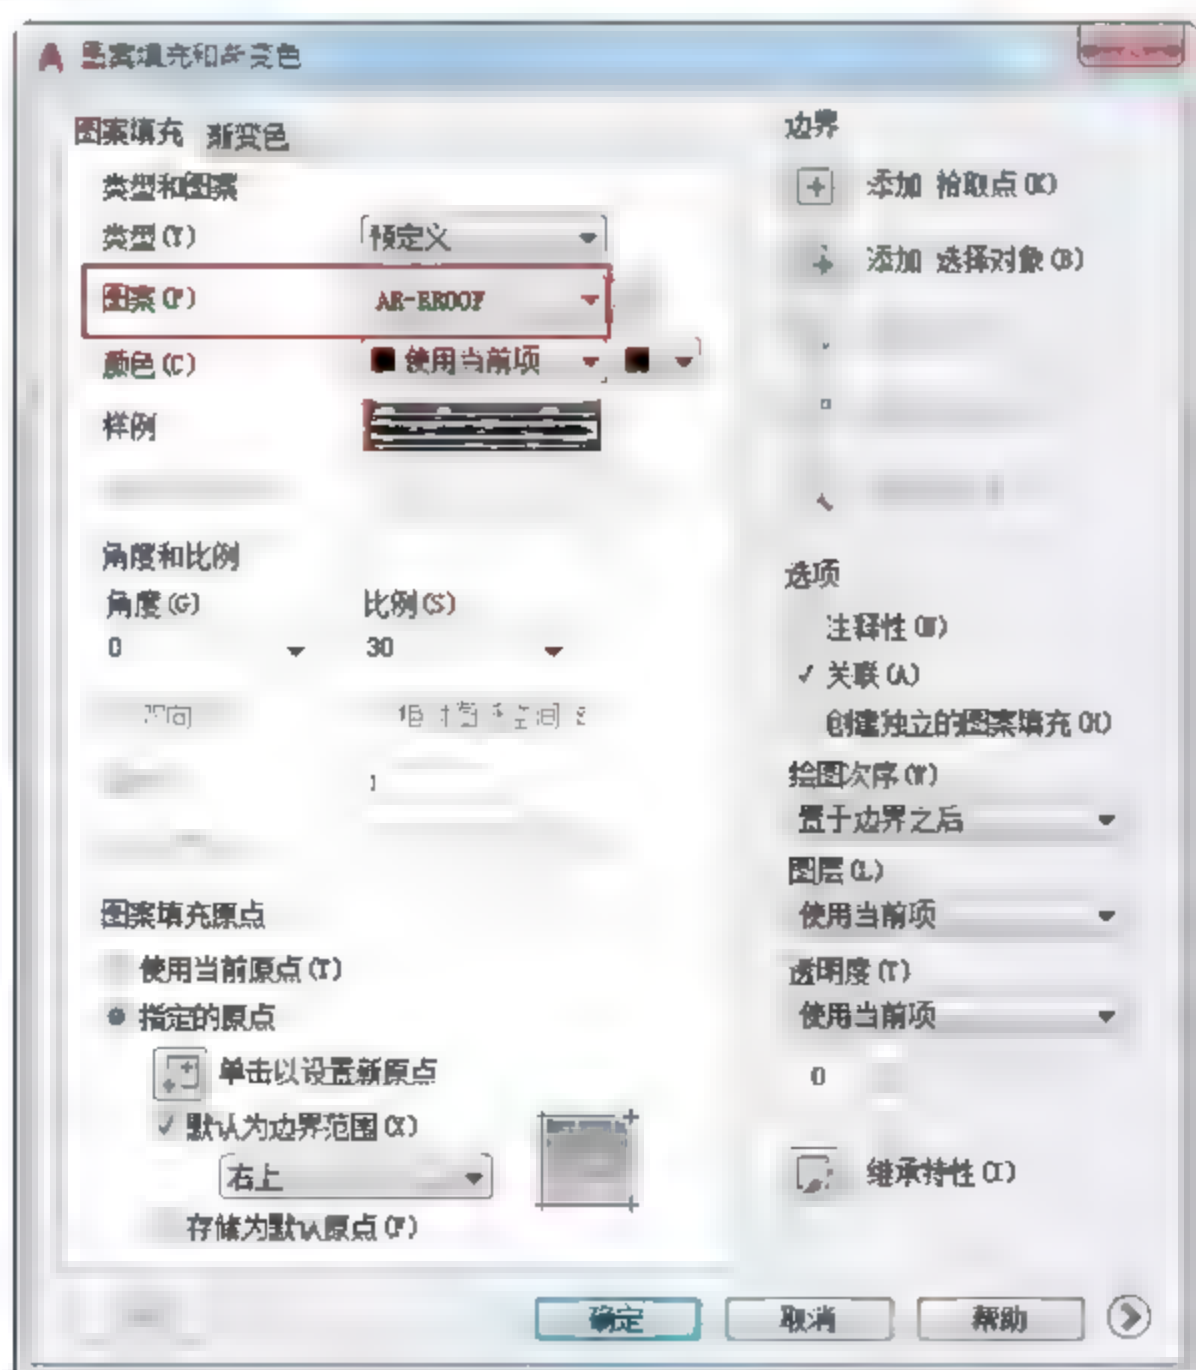 图案填充和渐变色
图案填充 渐变色
类型和图案
类型(Y)
预定义
图案(P)
AR-RROOF
颜色(C)
使用当前项
样例
角度和比例
角度(G)
比例(S)
0
30
双向
图案填充原点
使用当前原点(T)
指定的原点
单击以设置新原点
默认为边界范围(X)
右上
存储为默认原点(F)
边界
添加 拾取点(K)
添加 选择对象(B)
选项
注释性(N)
✓ 关联(A)
创建独立的图案填充(H)
绘图次序(W)
置于边界之后
图层(L)
使用当前项
透明度(T)
使用当前项
0
继承特性(I)
确定
取消
帮助